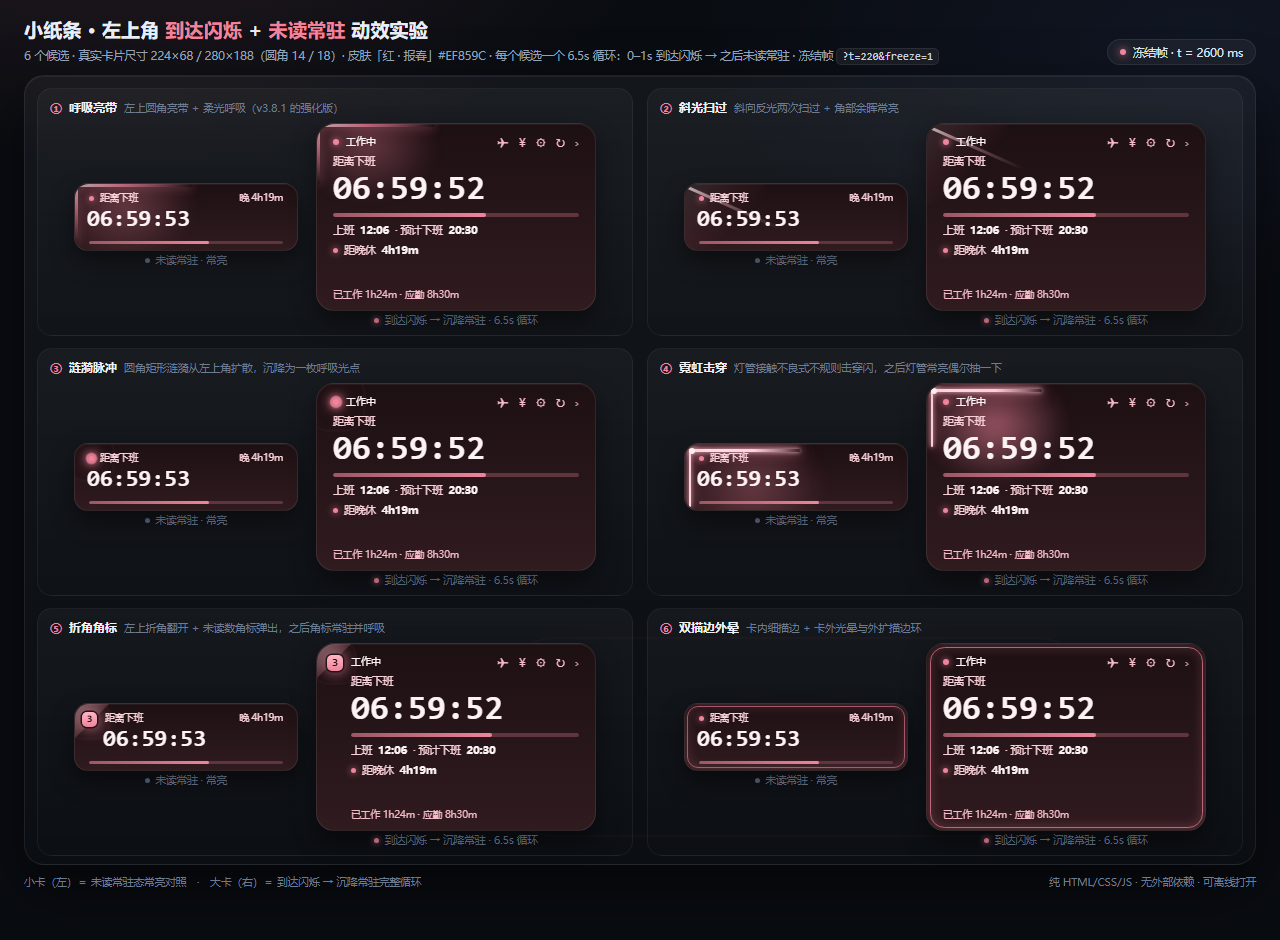 小纸条 · 左上角 到达闪烁 + 未读常驻 动效实验
6 个候选 · 真实卡片尺寸 224×68 / 280×188（圆角 14 / 18）· 皮肤「红 · 报春」#EF859C · 每个候选一个 6.5s 循环：0–1s 到达闪烁 → 之后未读常驻 · 冻结帧 ?t=220&freeze=1
冻结帧 · t = 2600 ms
① 呼吸亮带 左上圆角亮带 + 柔光呼吸（v3.8.1 的强化版）
距离下班 晚 4h19m
06:59:53
未读常驻 · 常亮
工作中 ✈ ¥ ⚙ ↻ ›
距离下班
06:59:52
上班 12:06 · 预计下班 20:30
距晚休 4h19m
已工作 1h24m · 应勤 8h30m
到达闪烁 → 沉降常驻 · 6.5s 循环
② 斜光扫过 斜向反光两次扫过 + 角部余晖常亮
距离下班 晚 4h19m
06:59:53
未读常驻 · 常亮
工作中 ✈ ¥ ⚙ ↻ ›
距离下班
06:59:52
上班 12:06 · 预计下班 20:30
距晚休 4h19m
已工作 1h24m · 应勤 8h30m
到达闪烁 → 沉降常驻 · 6.5s 循环
③ 涟漪脉冲 圆角矩形涟漪从左上角扩散，沉降为一枚呼吸光点
距离下班 晚 4h19m
06:59:53
未读常驻 · 常亮
工作中 ✈ ¥ ⚙ ↻ ›
距离下班
06:59:52
上班 12:06 · 预计下班 20:30
距晚休 4h19m
已工作 1h24m · 应勤 8h30m
到达闪烁 → 沉降常驻 · 6.5s 循环
④ 霓虹击穿 灯管接触不良式不规则击穿闪，之后灯管常亮偶尔抽一下
距离下班 晚 4h19m
06:59:53
未读常驻 · 常亮
工作中 ✈ ¥ ⚙ ↻ ›
距离下班
06:59:52
上班 12:06 · 预计下班 20:30
距晚休 4h19m
已工作 1h24m · 应勤 8h30m
到达闪烁 → 沉降常驻 · 6.5s 循环
⑤ 折角角标 左上折角翻开 + 未读数角标弹出，之后角标常驻并呼吸
3 距离下班 晚 4h19m
06:59:53
未读常驻 · 常亮
3 工作中 ✈ ¥ ⚙ ↻ ›
距离下班
06:59:52
上班 12:06 · 预计下班 20:30
距晚休 4h19m
已工作 1h24m · 应勤 8h30m
到达闪烁 → 沉降常驻 · 6.5s 循环
⑥ 双描边外晕 卡内细描边 + 卡外光晕与外扩描边环
距离下班 晚 4h19m
06:59:53
未读常驻 · 常亮
工作中 ✈ ¥ ⚙ ↻ ›
距离下班
06:59:52
上班 12:06 · 预计下班 20:30
距晚休 4h19m
已工作 1h24m · 应勤 8h30m
到达闪烁 → 沉降常驻 · 6.5s 循环
小卡（左）= 未读常驻态常亮对照 · 大卡（右）= 到达闪烁 → 沉降常驻完整循环
纯 HTML/CSS/JS · 无外部依赖 · 可离线打开